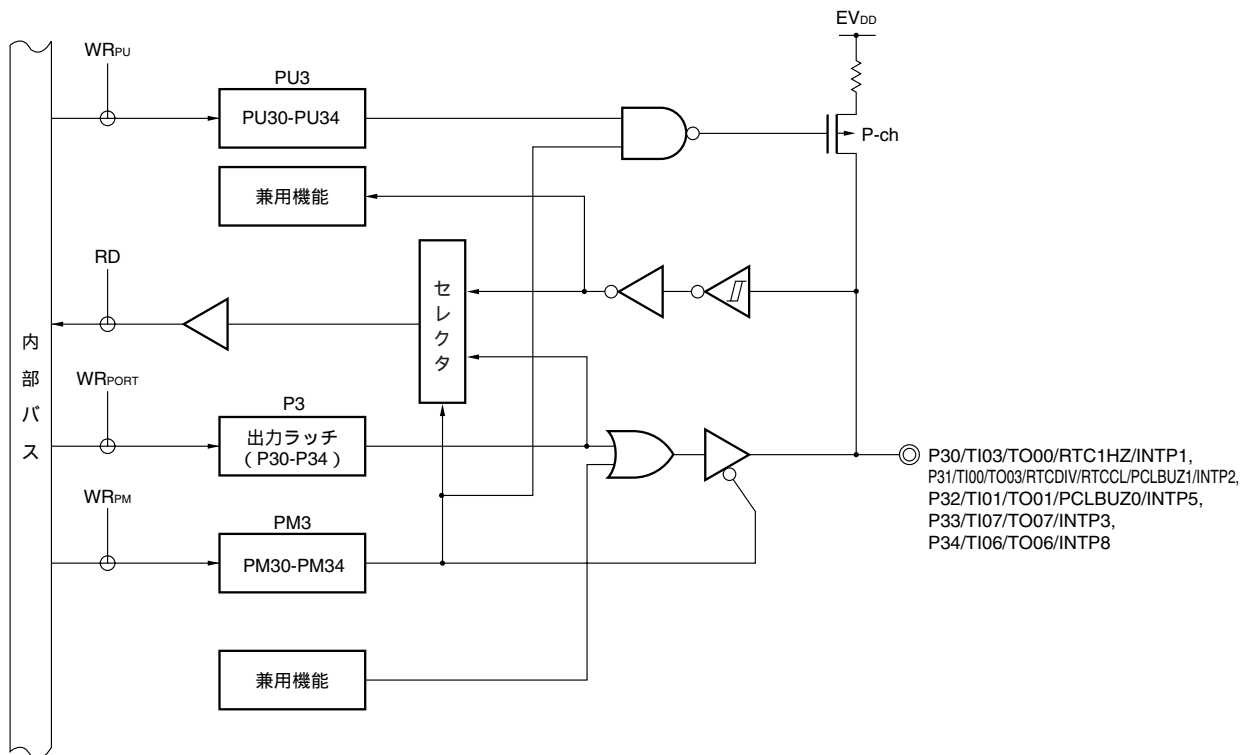 EVDD
WRPU
PU3
PU30-PU34
P-ch
兼用機能
RD
セレクタ
内部バス
WRPORT
P3
出力ラッチ
(P30-P34)
P30/TI03/TO00/RTC1HZ/INTP1,
P31/TI00/TO03/RTCDIV/RTCCL/PCLBUZ1/INTP2,
P32/TI01/TO01/PCLBUZ0/INTP5,
P33/TI07/TO07/INTP3,
P34/TI06/TO06/INTP8
WRPM
PM3
PM30-PM34
兼用機能